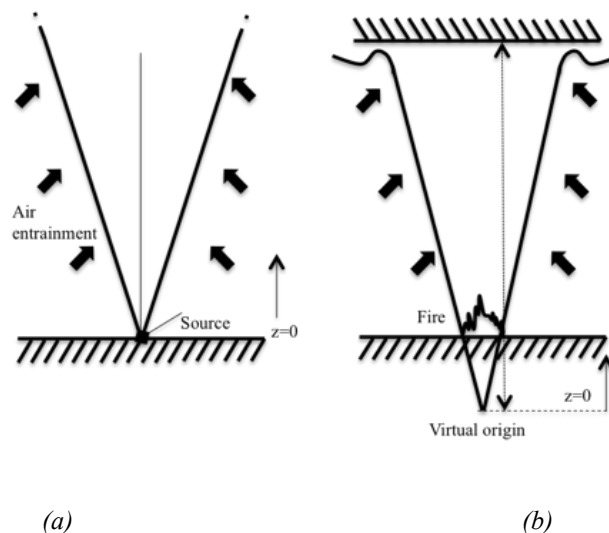 Air
entrainment
Source
z=0
Fire
z=0
Virtual origin
(a)
(b)